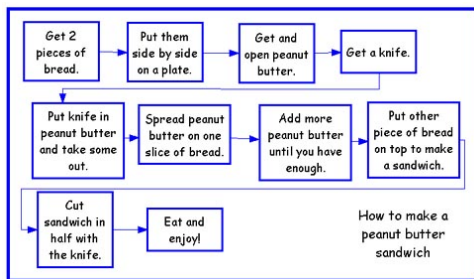 Get 2
pieces of
bread.
Put them
side by side
on a plate.
Get and
open peanut
butter.
Get a knife.
Put knife in
peanut butter
and take some
out.
Spread peanut
butter on one
slice of bread.
Add more
peanut butter
until you have
enough.
Put other
piece of bread
on top to make
a sandwich.
Cut
sandwich in
half with
the knife.
Eat and
enjoy!
How to make a
peanut butter
sandwich